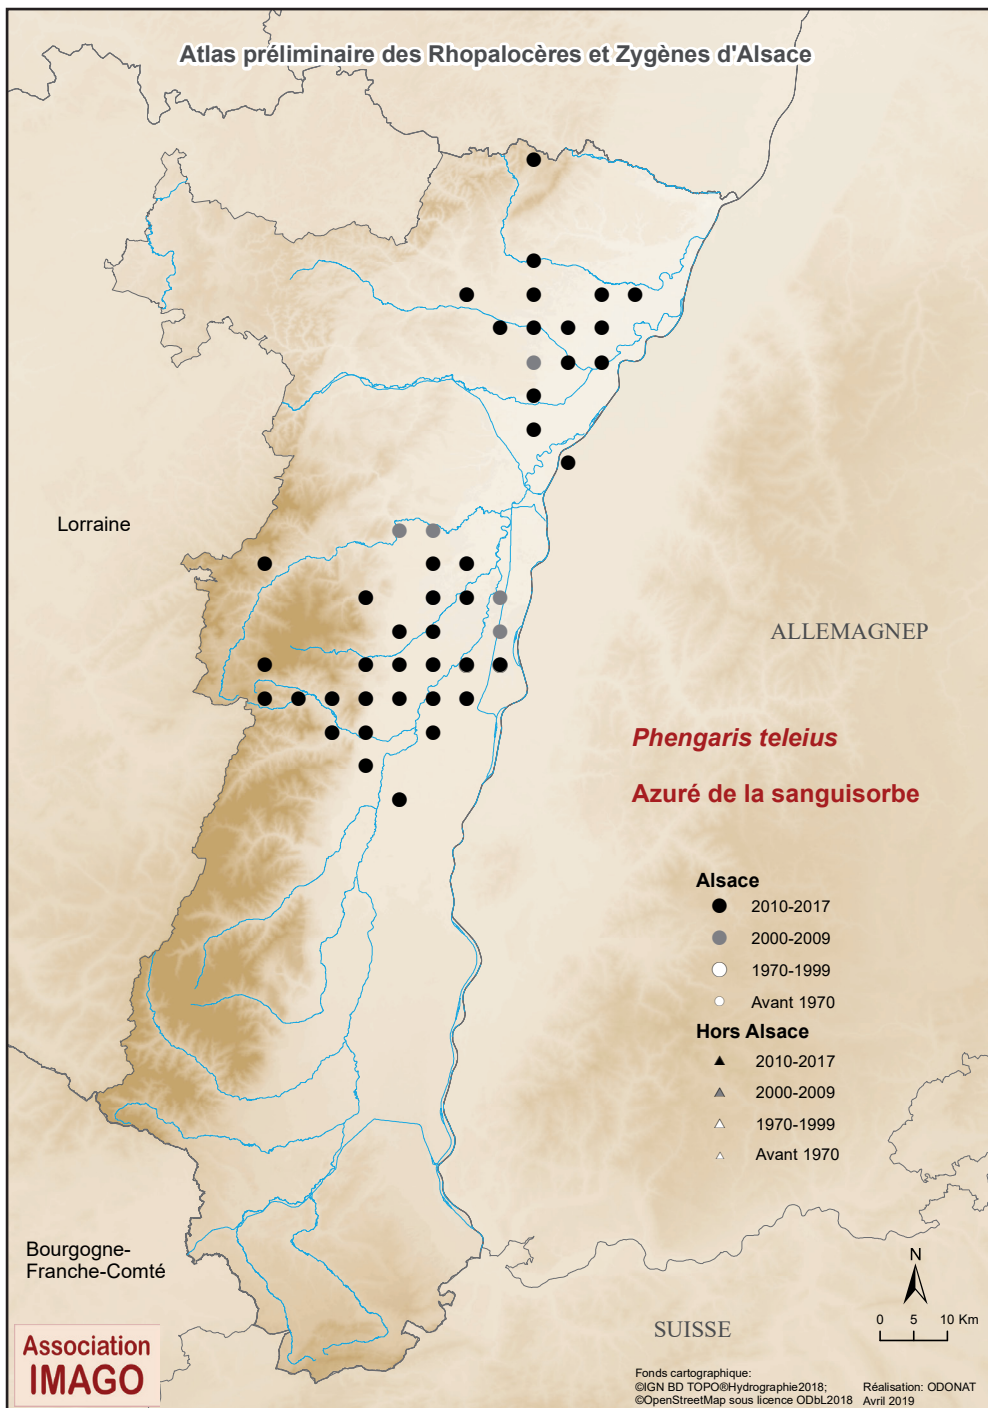 Atlas préliminaire des Rhopalocères et Zygènes d'Alsace
Lorraine
ALLEMAGNEP
Phengaris teleius
Azuré de la sanguisorbe
Alsace
2010-2017
2000-2009
1970-1999
Avant 1970
Hors Alsace
2010-2017
2000-2009
1970-1999
Avant 1970
Bourgogne-
Franche-Comté
N
0 5 10 Km
SUISSE
Association
IMAGO
Fonds cartographique:
©IGN BD TOPO®Hydrographie2018;
©OpenStreetMap sous licence ODbL2018
Réalisation: ODONAT
Avril 2019